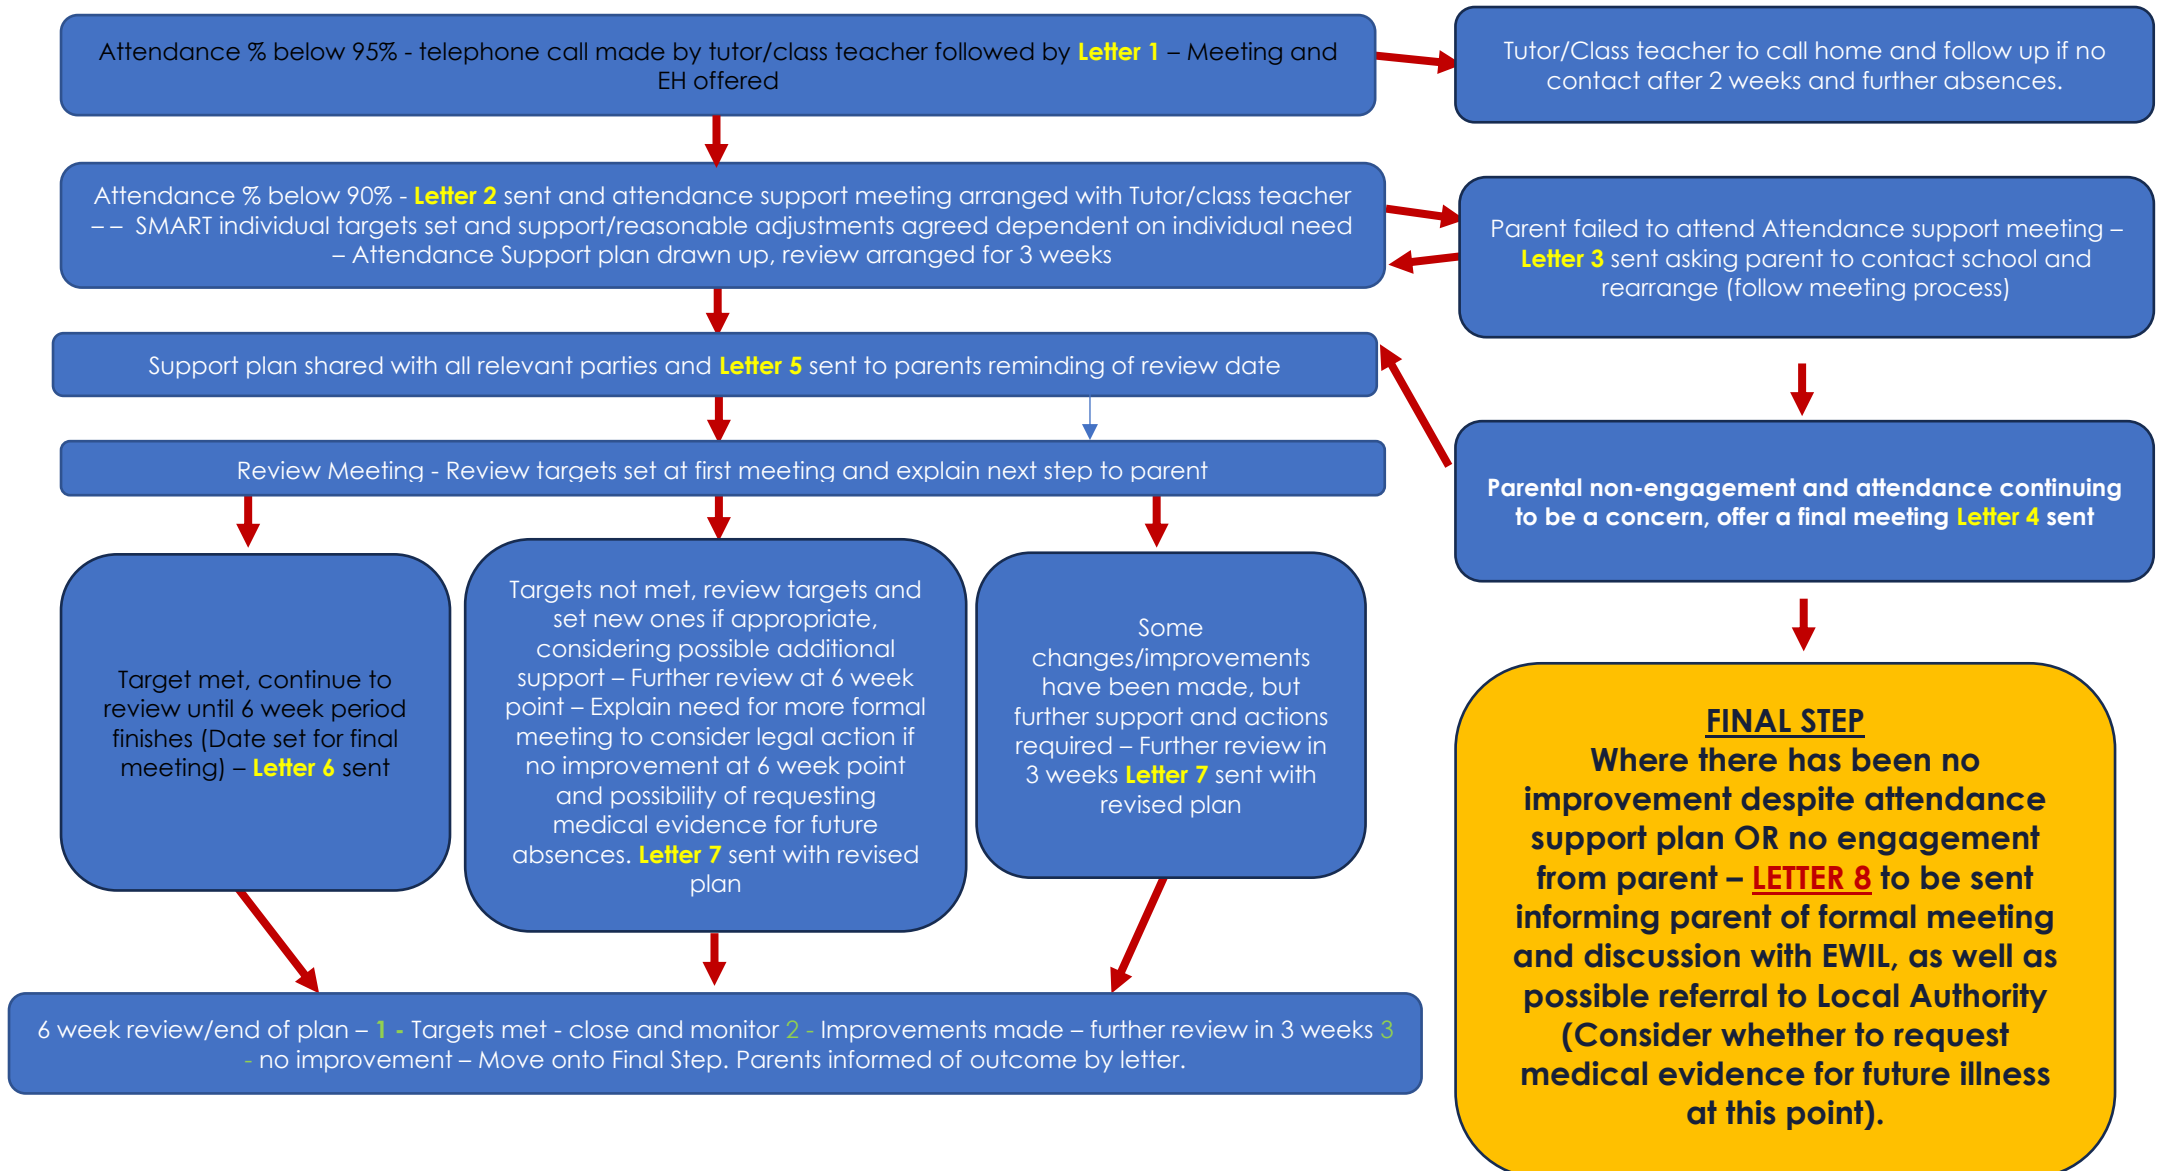 Attendance % below 95% - telephone call made by tutor/class teacher followed by Letter 1 – Meeting and
EH offered
Tutor/Class teacher to call home and follow up if no
contact after 2 weeks and further absences.
Attendance % below 90% - Letter 2 sent and attendance support meeting arranged with Tutor/class teacher
– – SMART individual targets set and support/reasonable adjustments agreed dependent on individual need
– Attendance Support plan drawn up, review arranged for 3 weeks
Parent failed to attend Attendance support meeting –
Letter 3 sent asking parent to contact school and
rearrange (follow meeting process)
Support plan shared with all relevant parties and Letter 5 sent to parents reminding of review date
Review Meeting - Review targets set at first meeting and explain next step to parent
Parental non-engagement and attendance continuing
to be a concern, offer a final meeting Letter 4 sent
Target met, continue to
review until 6 week period
finishes (Date set for final
meeting) – Letter 6 sent
Targets not met, review targets and
set new ones if appropriate,
considering possible additional
support – Further review at 6 week
point – Explain need for more formal
meeting to consider legal action if
no improvement at 6 week point
and possibility of requesting
medical evidence for future
absences. Letter 7 sent with revised
plan
Some
changes/improvements
have been made, but
further support and actions
required – Further review in
3 weeks Letter 7 sent with
revised plan
FINAL STEP
Where there has been no
improvement despite attendance
support plan OR no engagement
from parent – LETTER 8 to be sent
informing parent of formal meeting
and discussion with EWIL, as well as
possible referral to Local Authority
(Consider whether to request
medical evidence for future illness
at this point).
6 week review/end of plan – 1 - Targets met - close and monitor 2 - Improvements made – further review in 3 weeks 3
- no improvement – Move onto Final Step. Parents informed of outcome by letter.